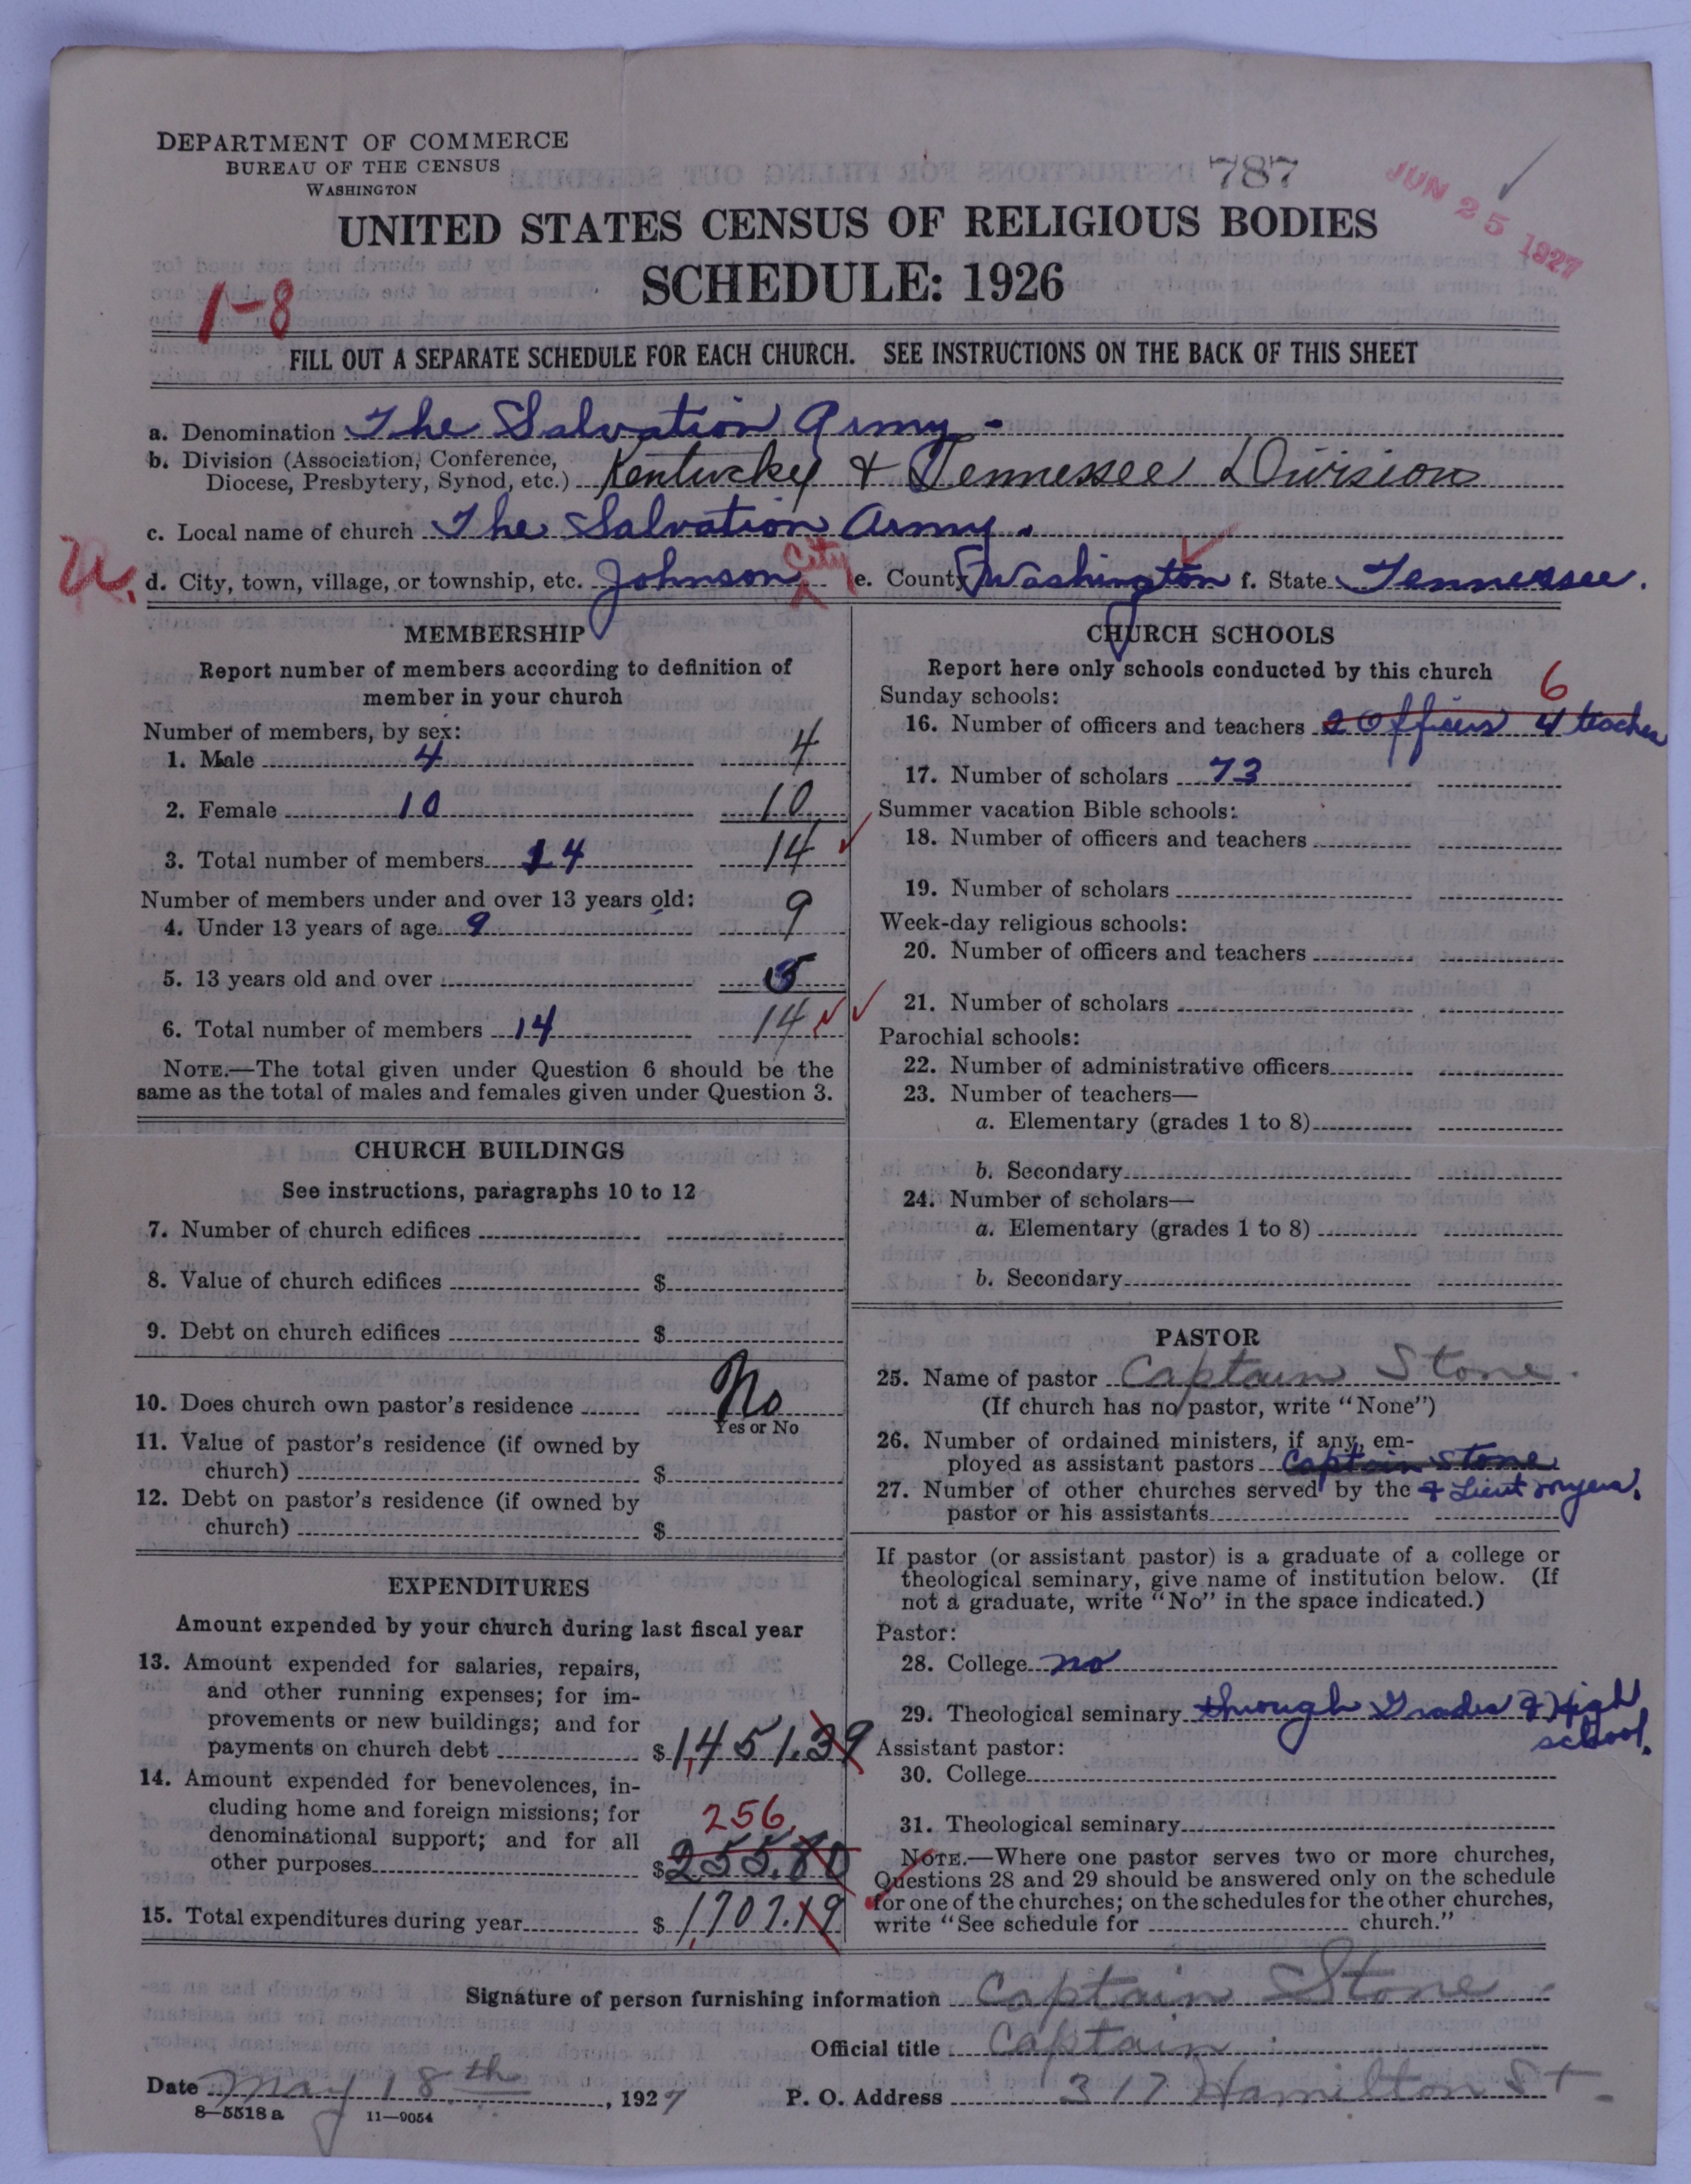 DEPARTMENT OF COMMERCE
BUREAU OF THE CENSUS
WASHINGTON
787
JUN 25 1927
UNITED STATES CENSUS OF RELIGIOUS BODIES
SCHEDULE: 1926
1-8
FILL OUT A SEPARATE SCHEDULE FOR EACH CHURCH. SEE INSTRUCTIONS ON THE BACK OF THIS SHEET
a. Denomination The Salvation Army -
b. Division (Association, Conference, Diocese, Presbytery, Synod, etc.) Kentucky & Tennessee Division
c. Local name of church The Salvation Army.
U. d. City, town, village, or township, etc. Johnson City e. County Washington f. State Tennessee.
MEMBERSHIP
Report number of members according to definition of
member in your church
Number of members, by sex:
1. Male 4 4
2. Female 10 10
3. Total number of members 14 14
Number of members under and over 13 years old:
4. Under 13 years of age 9 9
5. 13 years old and over 5
6. Total number of members 14 14
NOTE.—The total given under Question 6 should be the
same as the total of males and females given under Question 3.
CHURCH BUILDINGS
See instructions, paragraphs 10 to 12
7. Number of church edifices
8. Value of church edifices $
9. Debt on church edifices $
10. Does church own pastor's residence No
Yes or No
11. Value of pastor's residence (if owned by
church) $
12. Debt on pastor's residence (if owned by
church) $
EXPENDITURES
Amount expended by your church during last fiscal year
13. Amount expended for salaries, repairs,
and other running expenses; for im-
provements or new buildings; and for
payments on church debt $1,451.39
14. Amount expended for benevolences, in-
cluding home and foreign missions; for
256
denominational support; and for all
other purposes $255.80
15. Total expenditures during year $1,707.19
CHURCH SCHOOLS
Report here only schools conducted by this church
Sunday schools:
6
16. Number of officers and teachers 2 Officers 4 teacher
17. Number of scholars 73
Summer vacation Bible schools:
18. Number of officers and teachers
19. Number of scholars
Week-day religious schools:
20. Number of officers and teachers
21. Number of scholars
Parochial schools:
22. Number of administrative officers
23. Number of teachers—
a. Elementary (grades 1 to 8)
b. Secondary
24. Number of scholars—
a. Elementary (grades 1 to 8)
b. Secondary
PASTOR
25. Name of pastor Captain Stone.
(If church has no pastor, write "None")
26. Number of ordained ministers, if any, em-
ployed as assistant pastors Captain Stone
27. Number of other churches served by the & Lieut Myers.
pastor or his assistants
If pastor (or assistant pastor) is a graduate of a college or
theological seminary, give name of institution below. (If
not a graduate, write "No" in the space indicated.)
Pastor:
28. College no
29. Theological seminary through Grades & High
school.
Assistant pastor:
30. College
31. Theological seminary
NOTE.—Where one pastor serves two or more churches,
Questions 28 and 29 should be answered only on the schedule
for one of the churches; on the schedules for the other churches,
write "See schedule for church."
Signature of person furnishing information Captain Stone
Official title Captain
Date May 18th, 1927 P. O. Address 317 Hamilton St
8—5518 a 11—9054